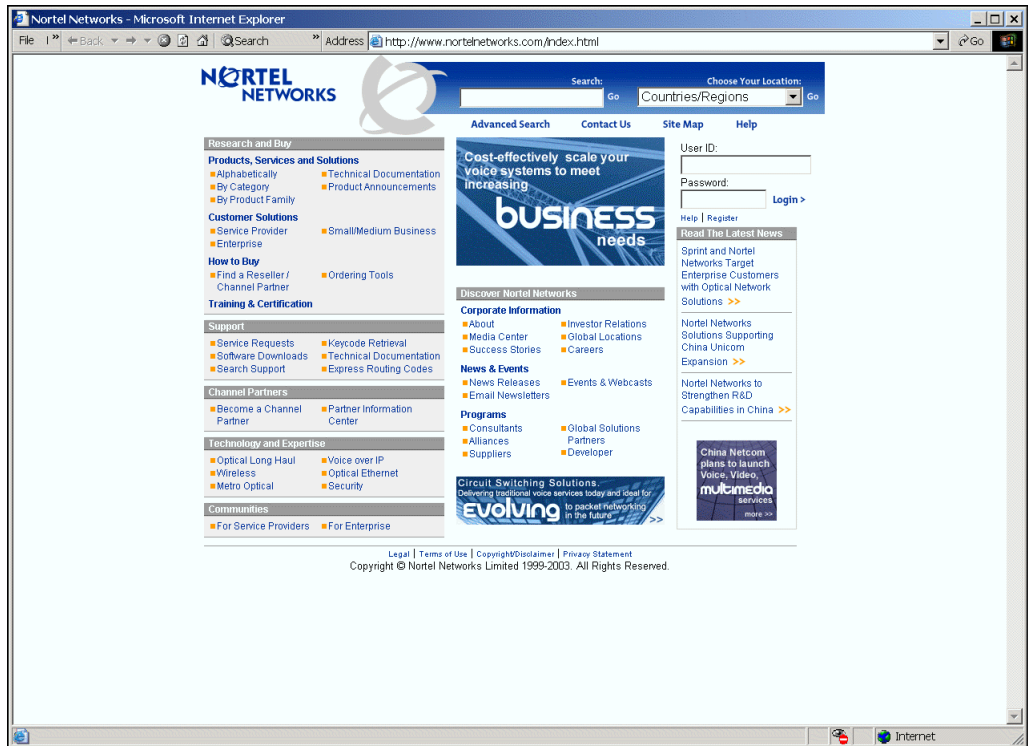 Nortel Networks - Microsoft Internet Explorer
File I » Back Search » Address http://www.nortelnetworks.com/index.html Go
NORTEL
NETWORKS
Search:
Go
Choose Your Location:
Countries/Regions
Go
Advanced Search Contact Us Site Map Help
Research and Buy
Products, Services and Solutions
Alphabetically Technical Documentation
By Category Product Announcements
By Product Family
Customer Solutions
Service Provider Small/Medium Business
Enterprise
How to Buy
Find a Reseller / Ordering Tools
Channel Partner
Training & Certification
Support
Service Requests Keycode Retrieval
Software Downloads Technical Documentation
Search Support Express Routing Codes
Channel Partners
Become a Channel Partner Information
Partner Center
Technology and Expertise
Optical Long Haul Voice over IP
Wireless Optical Ethernet
Metro Optical Security
Communities
For Service Providers For Enterprise
Cost-effectively scale your
voice systems to meet
increasing
business
needs
Discover Nortel Networks
Corporate Information
About Investor Relations
Media Center Global Locations
Success Stories Careers
News & Events
News Releases Events & Webcasts
Email Newsletters
Programs
Consultants Global Solutions
Alliances Partners
Suppliers Developer
Circuit Switching Solutions.
Delivering traditional voice services today and ideal for
evolving to packet networking
in the future >>
User ID:
Password:
Login >
Help | Register
Read The Latest News
Sprint and Nortel
Networks Target
Enterprise Customers
with Optical Network
Solutions >>
Nortel Networks
Solutions Supporting
China Unicom
Expansion >>
Nortel Networks to
Strengthen R&D
Capabilities in China >>
China Netcom
plans to launch
Voice, Video,
multimedia
services
more >>
Legal | Terms of Use | Copyright/Disclaimer | Privacy Statement
Copyright © Nortel Networks Limited 1999-2003. All Rights Reserved.
Internet